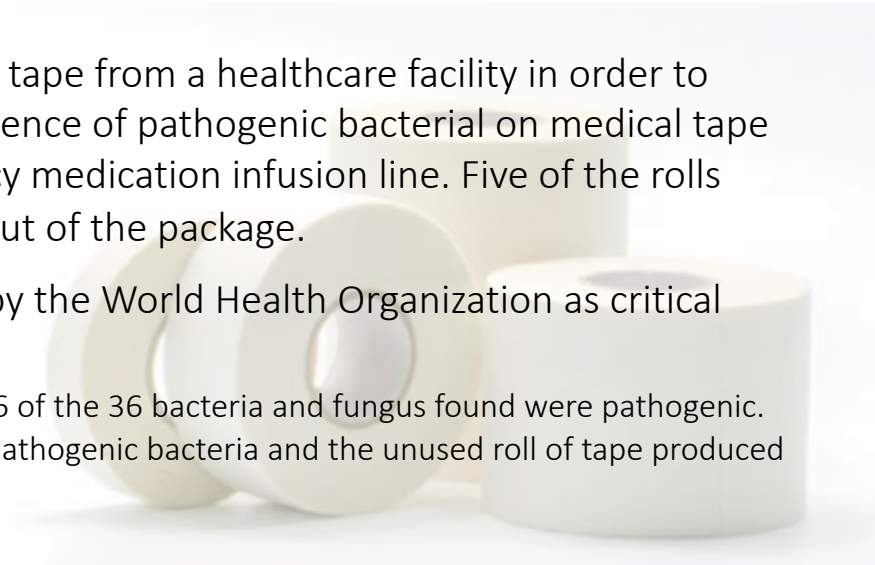 tape from a healthcare facility in order to
ence of pathogenic bacterial on medical tape
y medication infusion line. Five of the rolls
ut of the package.
by the World Health Organization as critical
6 of the 36 bacteria and fungus found were pathogenic.
athogenic bacteria and the unused roll of tape produced